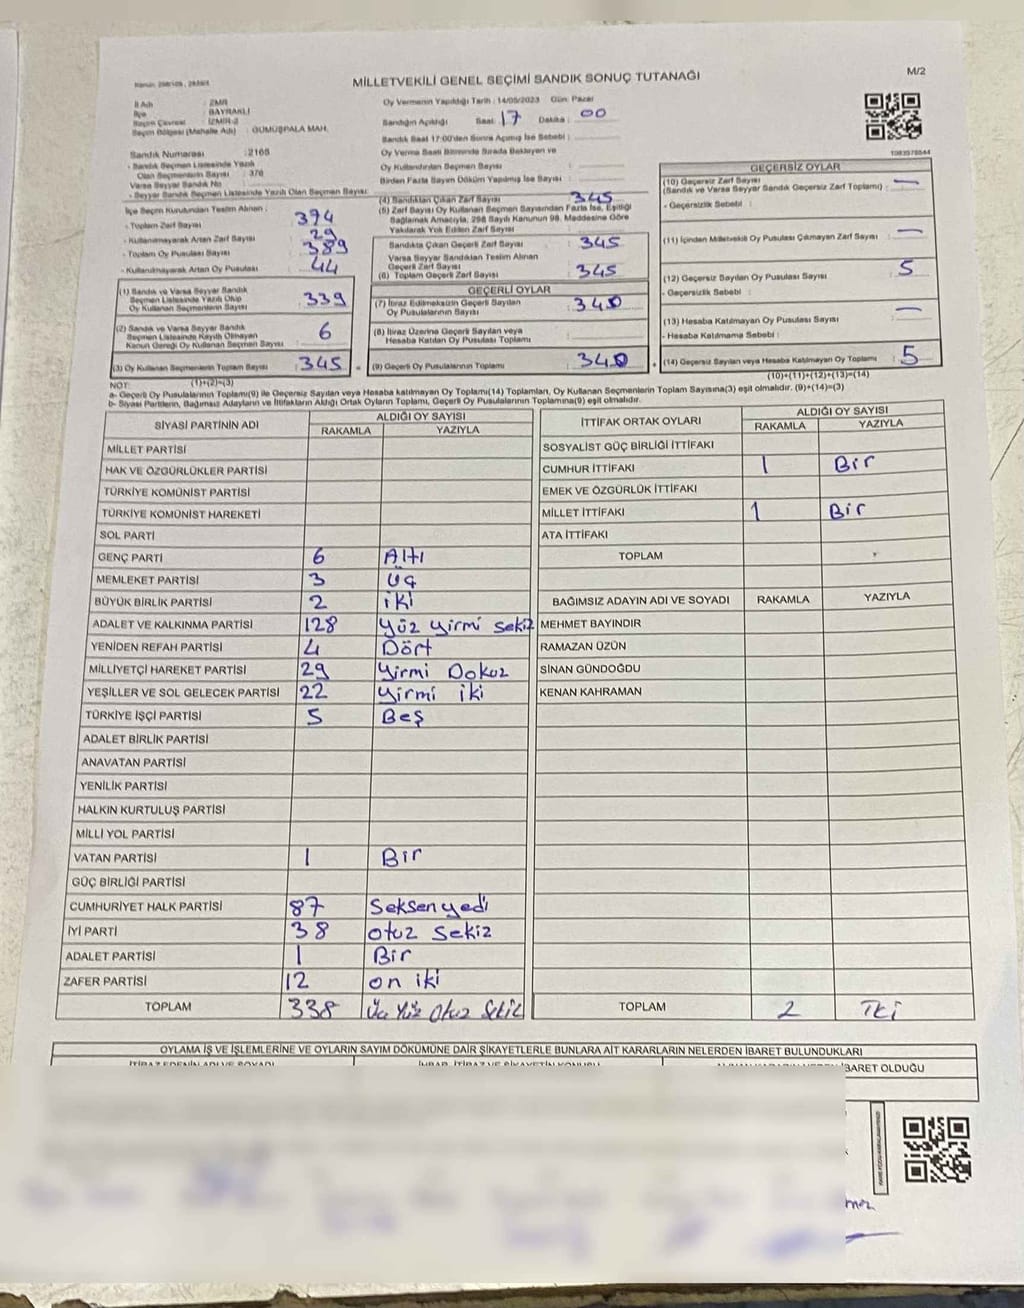 MİLLETVEKİLİ GENEL SEÇİMİ SANDIK SONUÇ TUTANAĞI
M/2
İl Adı : İZMİR
İlçe : BAYRAKLI
Seçim Çevresi : İZMİR-2
Seçim Bölgesi (Mahalle Adı) : GÜMÜŞPALA MAH.
Sandık Numarası : 2168
- Sandık Seçmen Listesinde Yazılı
Olan Seçmenlerin Sayısı : 376
Varsa Seyyar Sandık No :
- Seyyar Sandık Seçmen Listesinde Yazılı Olan Seçmen Sayısı:
Oy Vermenin Yapıldığı Tarih : 14/05/2023 Gün: Pazar
Sandığın Açıldığı Saat : 17 Dakika : 00
Sandık Saat 17:00'den Sonra Açılmış İse Sebebi :
Oy Verme Saati Bitiminde Sırada Bekleyen ve
Oy Kullandırılan Seçmen Sayısı :
Birden Fazla Sayım Döküm Yapılmış İse Sayısı :
İlçe Seçim Kurulundan Teslim Alınan ;
- Toplam Zarf Sayısı : 374
- Kullanılmayarak Artan Zarf Sayısı : 29
- Toplam Oy Pusulası Sayısı : 389
- Kullanılmayarak Artan Oy Pusulası : 44
(1) Sandık ve Varsa Seyyar Sandık
Seçmen Listesinde Yazılı Olup
Oy Kullanan Seçmenlerin Sayısı : 339
(2) Sandık ve Varsa Seyyar Sandık
Seçmen Listesinde Kayıtlı Olmayan
Kanun Gereği Oy Kullanan Seçmen Sayısı : 6
(3) Oy Kullanan Seçmenlerin Toplam Sayısı : 345
(1)+(2)=(3)
(4) Sandıktan Çıkan Zarf Sayısı : 345
(5) Zarf Sayısı Oy Kullanan Seçmen Sayısından Fazla İse, Eşitliği
Sağlamak Amacıyla, 298 Sayılı Kanunun 98. Maddesine Göre
Yakılarak Yok Edilen Zarf Sayısı :
Sandıkta Çıkan Geçerli Zarf Sayısı : 345
Varsa Seyyar Sandıktan Teslim Alınan
Geçerli Zarf Sayısı :
(6) Toplam Geçerli Zarf Sayısı : 345
GEÇERLİ OYLAR
(7) İtiraz Edilmeksizin Geçerli Sayılan
Oy Pusulalarının Sayısı : 340
(8) İtiraz Üzerine Geçerli Sayılan veya
Hesaba Katılan Oy Pusulası Toplamı :
(9) Geçerli Oy Pusulalarının Toplamı : 340
GEÇERSİZ OYLAR
(10) Geçersiz Zarf Sayısı
(Sandık ve Varsa Seyyar Sandık Geçersiz Zarf Toplamı) : —
- Geçersizlik Sebebi :
(11) İçinden Milletvekili Oy Pusulası Çıkmayan Zarf Sayısı : —
(12) Geçersiz Sayılan Oy Pusulası Sayısı : 5
- Geçersizlik Sebebi :
(13) Hesaba Katılmayan Oy Pusulası Sayısı : —
- Hesaba Katılmama Sebebi :
(14) Geçersiz Sayılan veya Hesaba Katılmayan Oy Toplamı : 5
(10)+(11)+(12)+(13)=(14)
NOT:
a- Geçerli Oy Pusulalarının Toplamı(9) ile Geçersiz Sayılan veya Hesaba katılmayan Oy Toplamı(14) Toplamları, Oy Kullanan Seçmenlerin Toplam Sayısına(3) eşit olmalıdır. (9)+(14)=(3)
b- Siyasi Partilerin, Bağımsız Adayların ve İttifakların Aldığı Ortak Oyların Toplamı, Geçerli Oy Pusulalarının Toplamına(9) eşit olmalıdır.
SİYASİ PARTİNİN ADI ALDIĞI OY SAYISI
RAKAMLA YAZIYLA
MİLLET PARTİSİ
HAK VE ÖZGÜRLÜKLER PARTİSİ
TÜRKİYE KOMÜNİST PARTİSİ
TÜRKİYE KOMÜNİST HAREKETİ
SOL PARTİ
GENÇ PARTİ 6 Altı
MEMLEKET PARTİSİ 3 Üç
BÜYÜK BİRLİK PARTİSİ 2 iki
ADALET VE KALKINMA PARTİSİ 128 Yüz yirmi sekiz
YENİDEN REFAH PARTİSİ 4 Dört
MİLLİYETÇİ HAREKET PARTİSİ 29 Yirmi Dokuz
YEŞİLLER VE SOL GELECEK PARTİSİ 22 Yirmi iki
TÜRKİYE İŞÇİ PARTİSİ 5 Beş
ADALET BİRLİK PARTİSİ
ANAVATAN PARTİSİ
YENİLİK PARTİSİ
HALKIN KURTULUŞ PARTİSİ
MİLLİ YOL PARTİSİ
VATAN PARTİSİ 1 Bir
GÜÇ BİRLİĞİ PARTİSİ
CUMHURİYET HALK PARTİSİ 87 Seksen yedi
İYİ PARTİ 38 otuz sekiz
ADALET PARTİSİ 1 Bir
ZAFER PARTİSİ 12 on iki
TOPLAM 338 Üç Yüz Otuz Sekiz
İTTİFAK ORTAK OYLARI ALDIĞI OY SAYISI
RAKAMLA YAZIYLA
SOSYALİST GÜÇ BİRLİĞİ İTTİFAKI
CUMHUR İTTİFAKI 1 Bir
EMEK VE ÖZGÜRLÜK İTTİFAKI
MİLLET İTTİFAKI 1 Bir
ATA İTTİFAKI
TOPLAM
BAĞIMSIZ ADAYIN ADI VE SOYADI RAKAMLA YAZIYLA
MEHMET BAYINDIR
RAMAZAN ÜZÜN
SİNAN GÜNDOĞDU
KENAN KAHRAMAN
TOPLAM 2 İki
OYLAMA İŞ VE İŞLEMLERİNE VE OYLARIN SAYIM DÖKÜMÜNE DAİR ŞİKAYETLERLE BUNLARA AİT KARARLARIN NELERDEN İBARET BULUNDUKLARI
BARET OLDUĞU